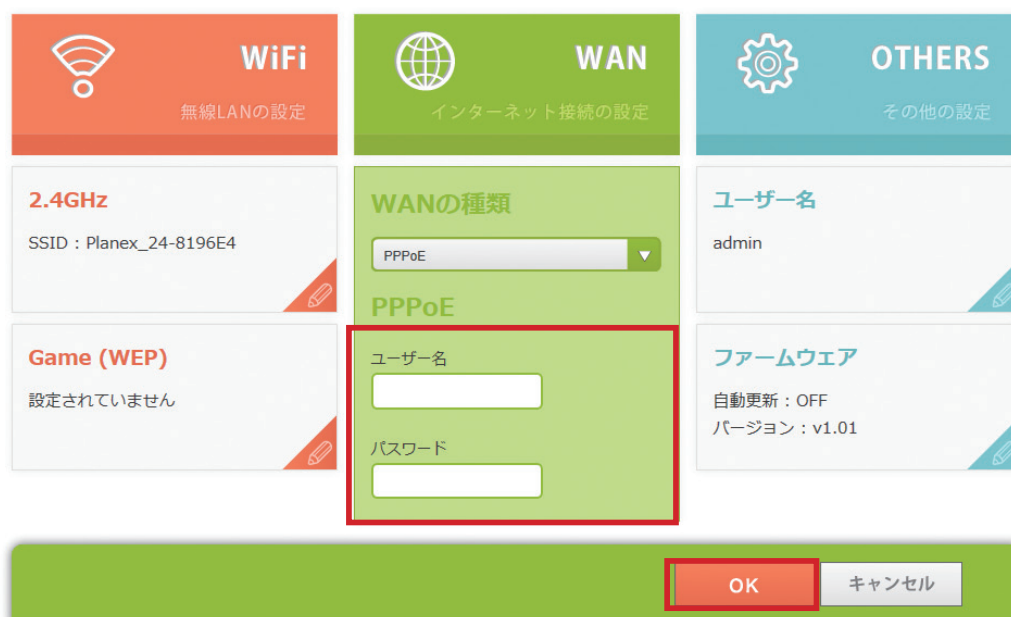 WiFi
無線LANの設定
2.4GHz
SSID : Planex_24-8196E4
Game (WEP)
設定されていません
WAN
インターネット接続の設定
WANの種類
PPPoE
PPPoE
ユーザー名
パスワード
OTHERS
その他の設定
ユーザー名
admin
ファームウェア
自動更新 : OFF
バージョン : v1.01
OK
キャンセル